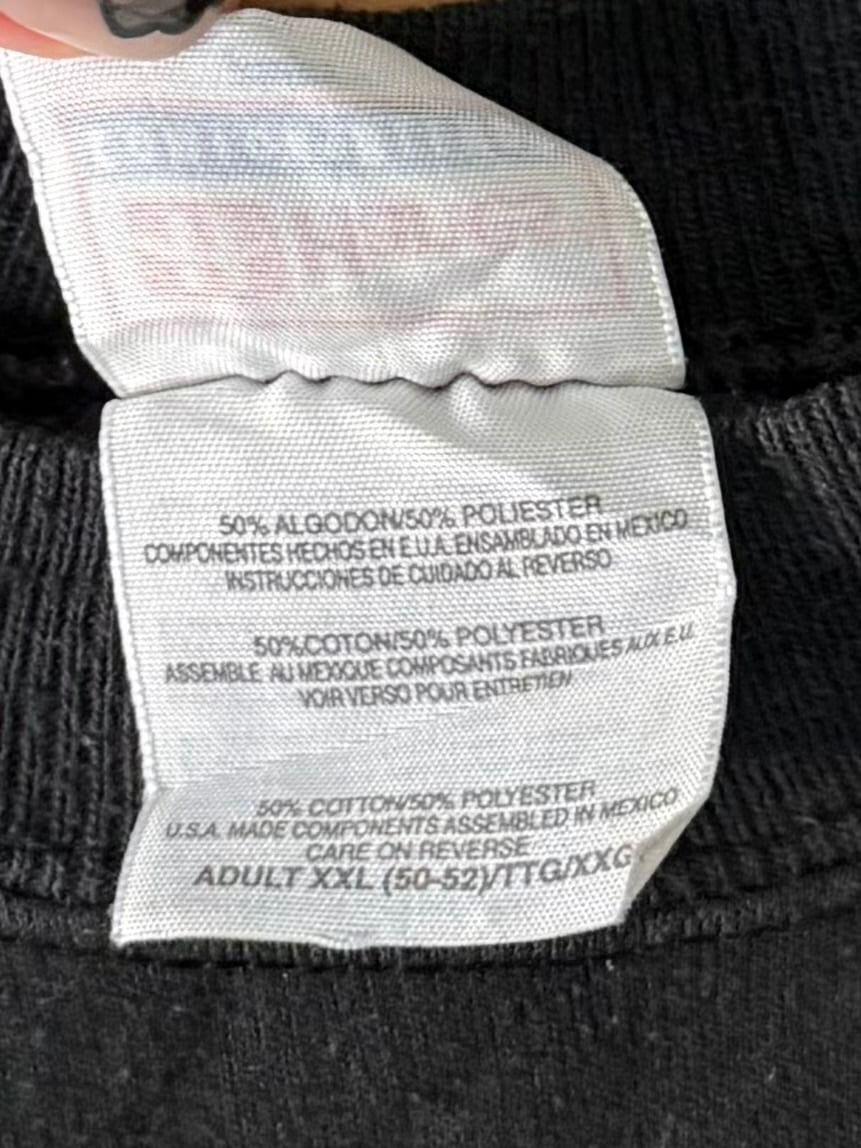 50% ALGODON/50% POLIESTER
COMPONENTES HECHOS EN E.U.A. ENSAMBLADO EN MEXICO
INSTRUCCIONES DE CUIDADO AL REVERSO
50%COTON/50% POLYESTER
ASSEMBLE AU MEXIQUE COMPOSANTS FABRIQUES AUX E.U.
VOIR VERSO POUR ENTRETIEN
50% COTTON/50% POLYESTER
U.S.A. MADE COMPONENTS ASSEMBLED IN MEXICO
CARE ON REVERSE
ADULT XXL (50-52)/TTG/XXG